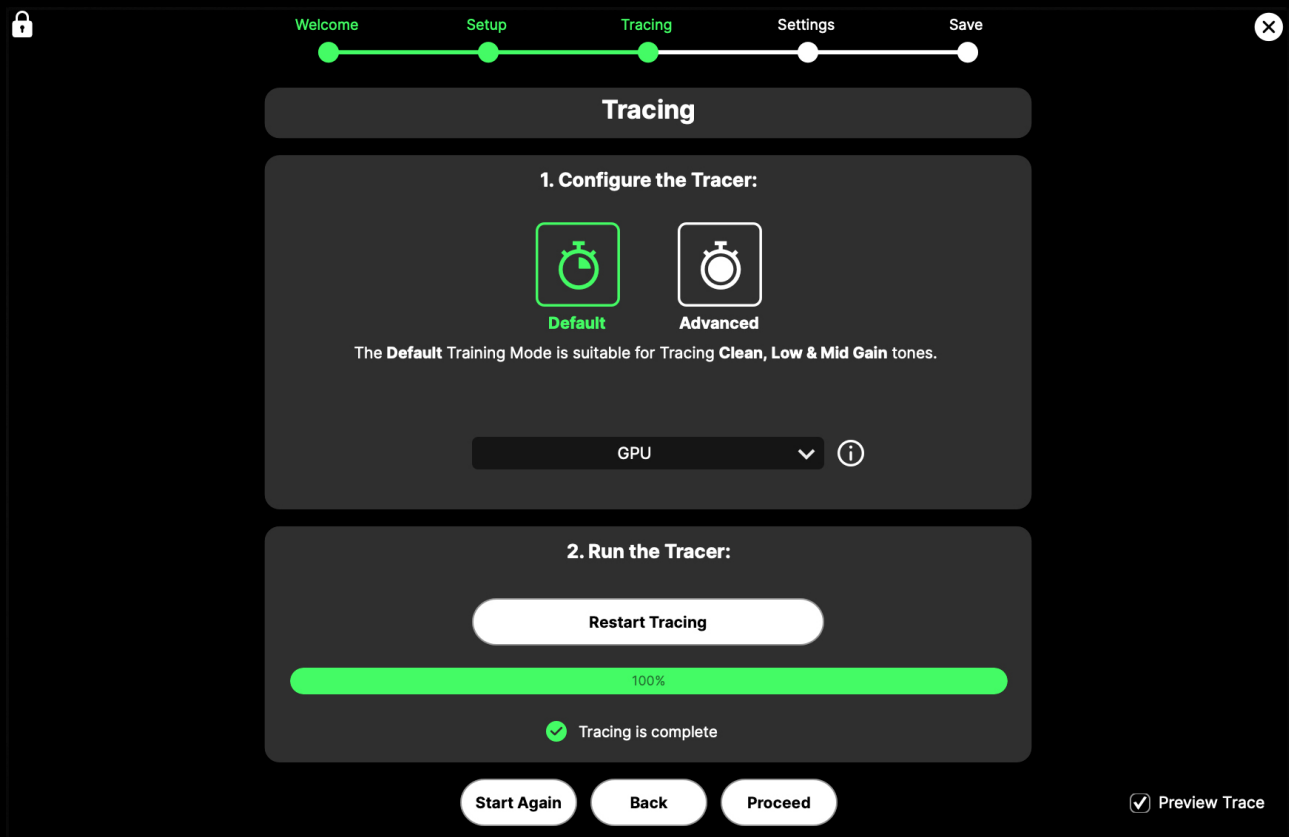 Welcome
Setup
Tracing
Settings
Save
Tracing
1. Configure the Tracer:
Default
Advanced
The Default Training Mode is suitable for Tracing Clean, Low & Mid Gain tones.
GPU
2. Run the Tracer:
Restart Tracing
100%
Tracing is complete
Start Again
Back
Proceed
Preview Trace